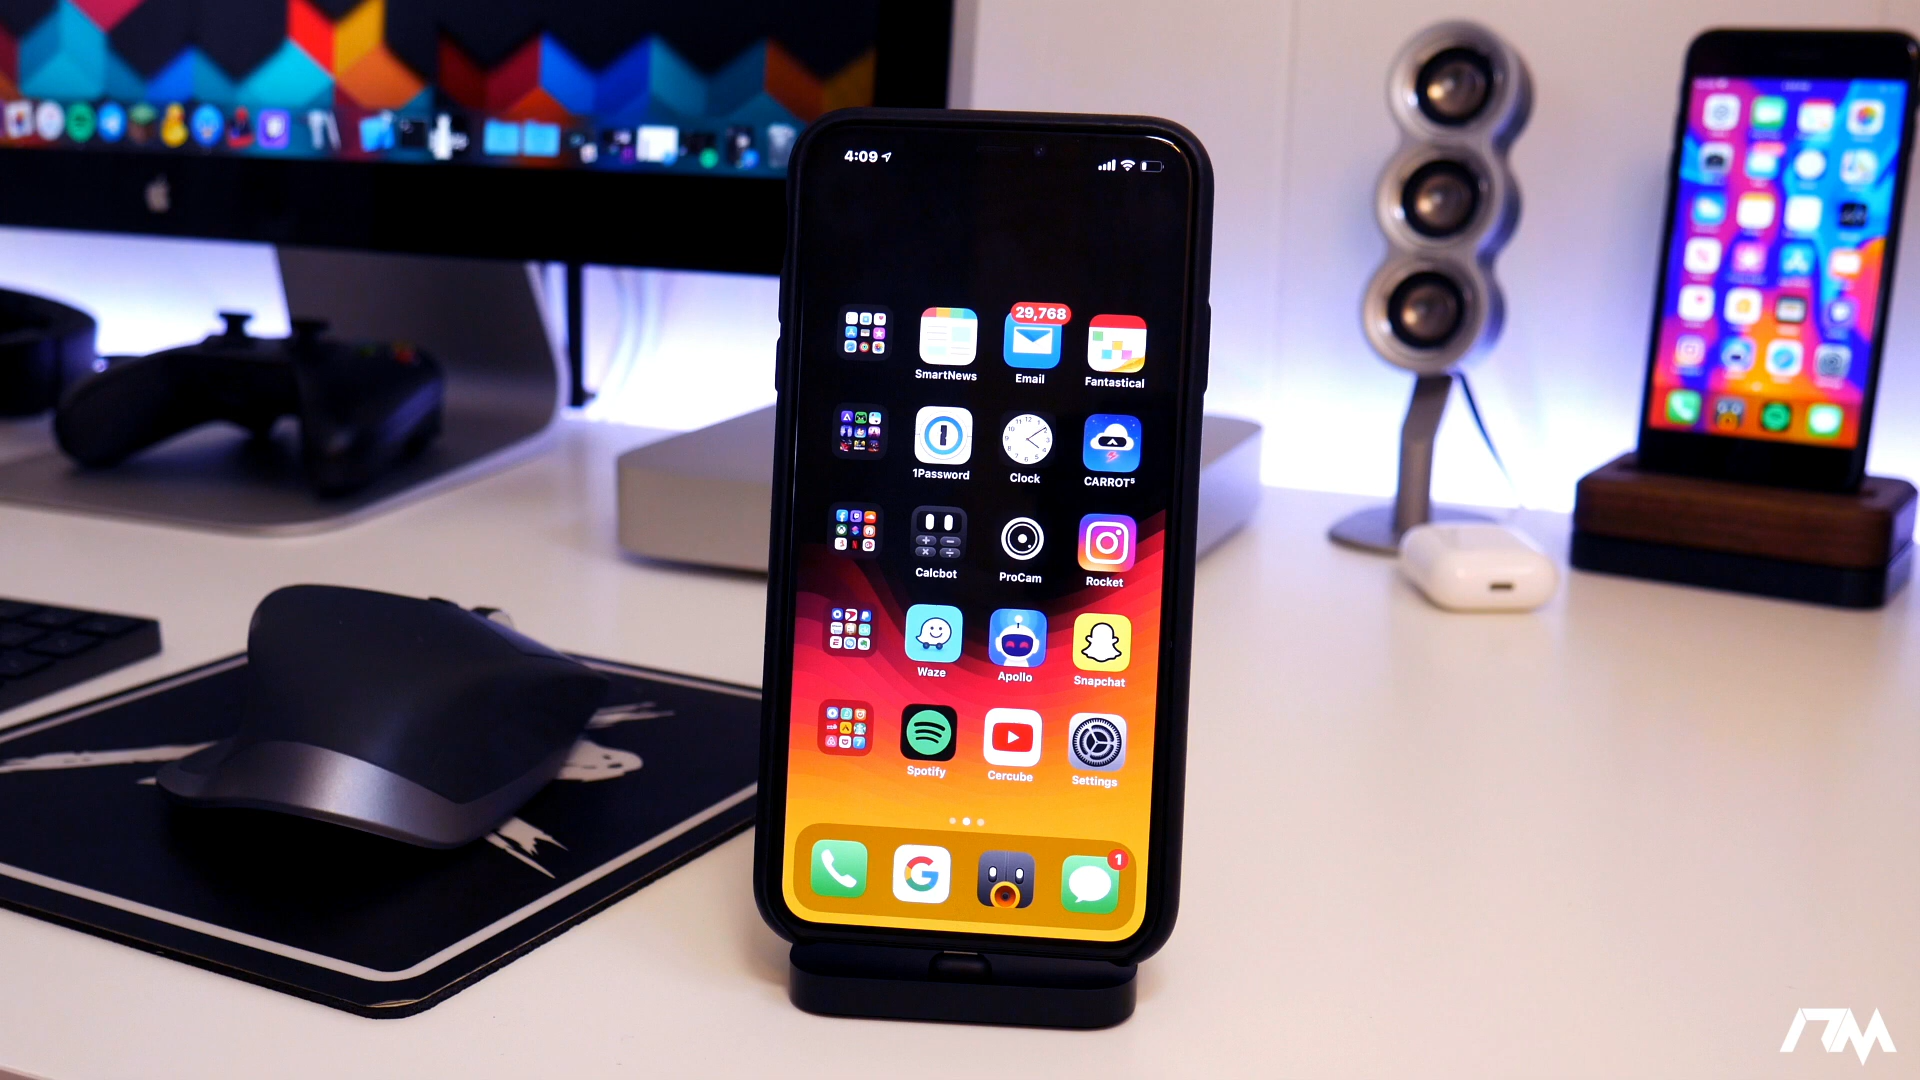 4:09
29,768
SmartNews
Email
Fantastical
1Password
Clock
CARROT⁵
Calcbot
ProCam
Rocket
Waze
Apollo
Snapchat
Spotify
Cercube
Settings
1